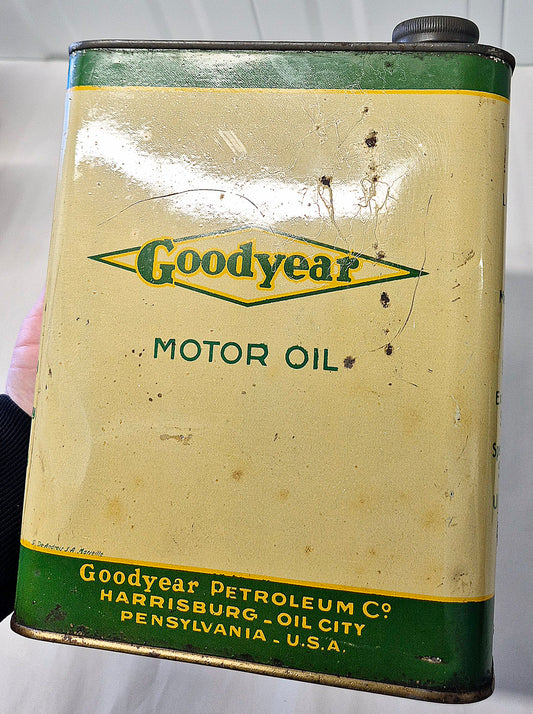 Goodyear
MOTOR OIL
Goodyear PETROLEUM Cº
HARRISBURG - OIL CITY
PENSYLVANIA - U.S.A.